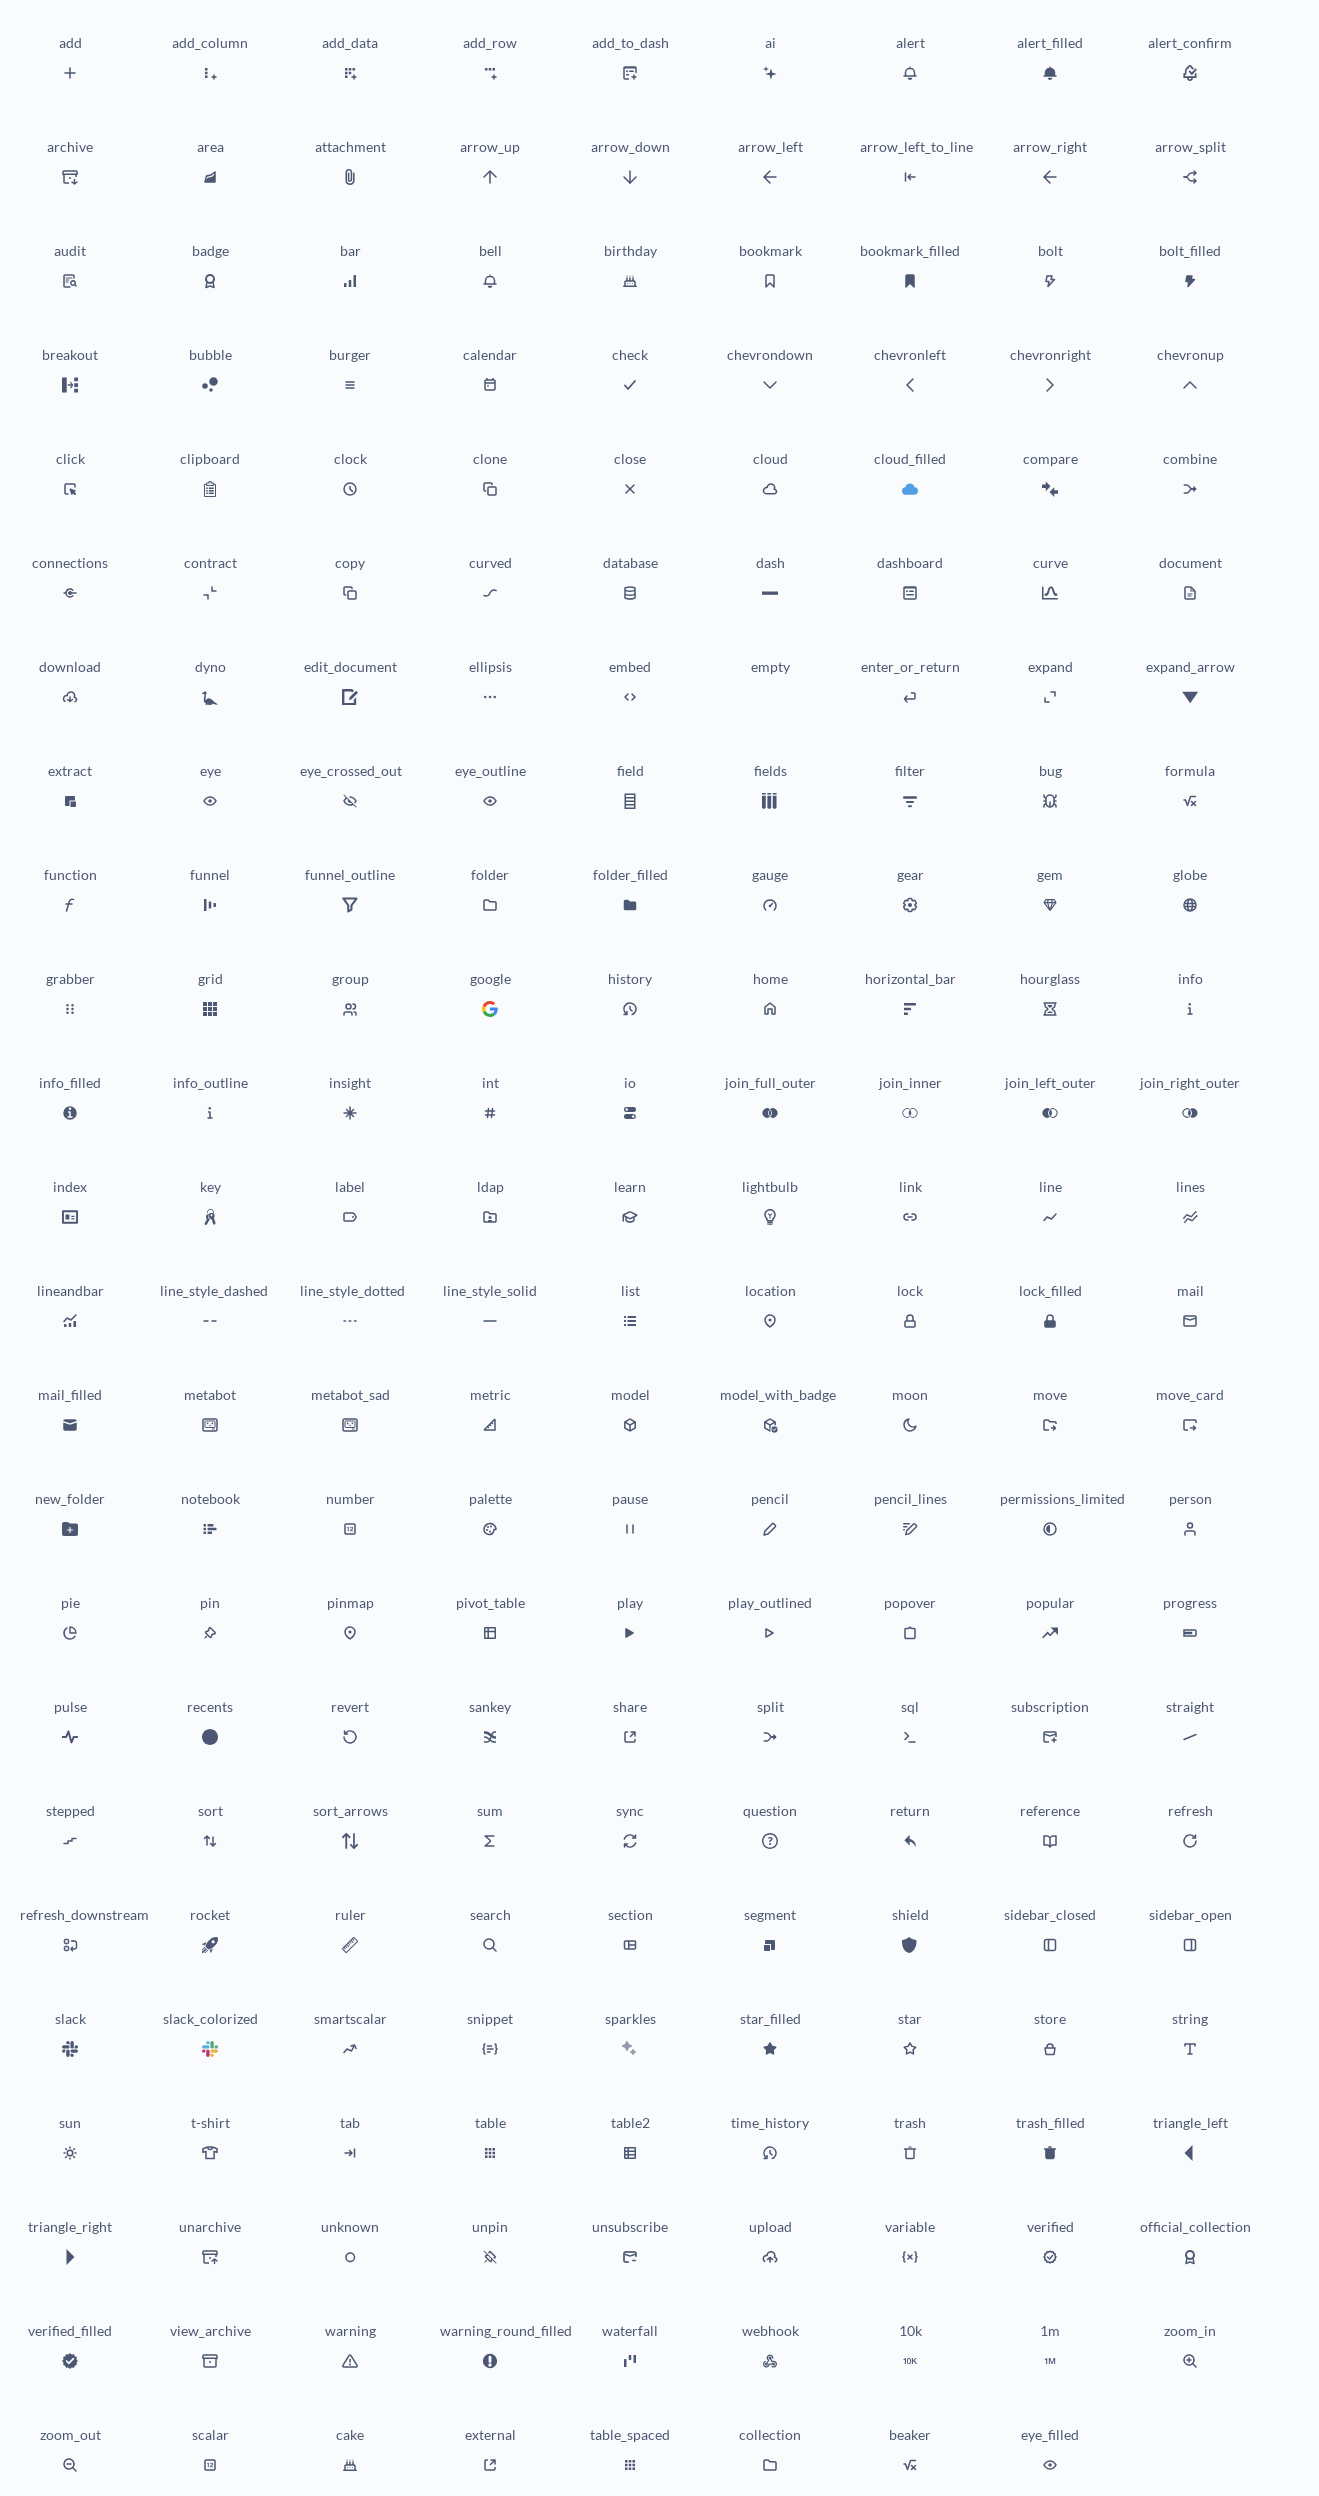 add add_column add_data add_row add_to_dash ai alert alert_filled alert_confirm
archive area attachment arrow_up arrow_down arrow_left arrow_left_to_line arrow_right arrow_split
audit badge bar bell birthday bookmark bookmark_filled bolt bolt_filled
breakout bubble burger calendar check chevrondown chevronleft chevronright chevronup
click clipboard clock clone close cloud cloud_filled compare combine
connections contract copy curved database dash dashboard curve document
download dyno edit_document ellipsis embed empty enter_or_return expand expand_arrow
extract eye eye_crossed_out eye_outline field fields filter bug formula
function funnel funnel_outline folder folder_filled gauge gear gem globe
grabber grid group google history home horizontal_bar hourglass info
info_filled info_outline insight int io join_full_outer join_inner join_left_outer join_right_outer
index key label ldap learn lightbulb link line lines
lineandbar line_style_dashed line_style_dotted line_style_solid list location lock lock_filled mail
mail_filled metabot metabot_sad metric model model_with_badge moon move move_card
new_folder notebook number palette pause pencil pencil_lines permissions_limited person
12
pie pin pinmap pivot_table play play_outlined popover popular progress
pulse recents revert sankey share split sql subscription straight
stepped sort sort_arrows sum sync question return reference refresh
refresh_downstream rocket ruler search section segment shield sidebar_closed sidebar_open
slack slack_colorized smartscalar snippet sparkles star_filled star store string
sun t-shirt tab table table2 time_history trash trash_filled triangle_left
triangle_right unarchive unknown unpin unsubscribe upload variable verified official_collection
verified_filled view_archive warning warning_round_filled waterfall webhook 10k 1m zoom_in
10K 1M
zoom_out scalar cake external table_spaced collection beaker eye_filled
12